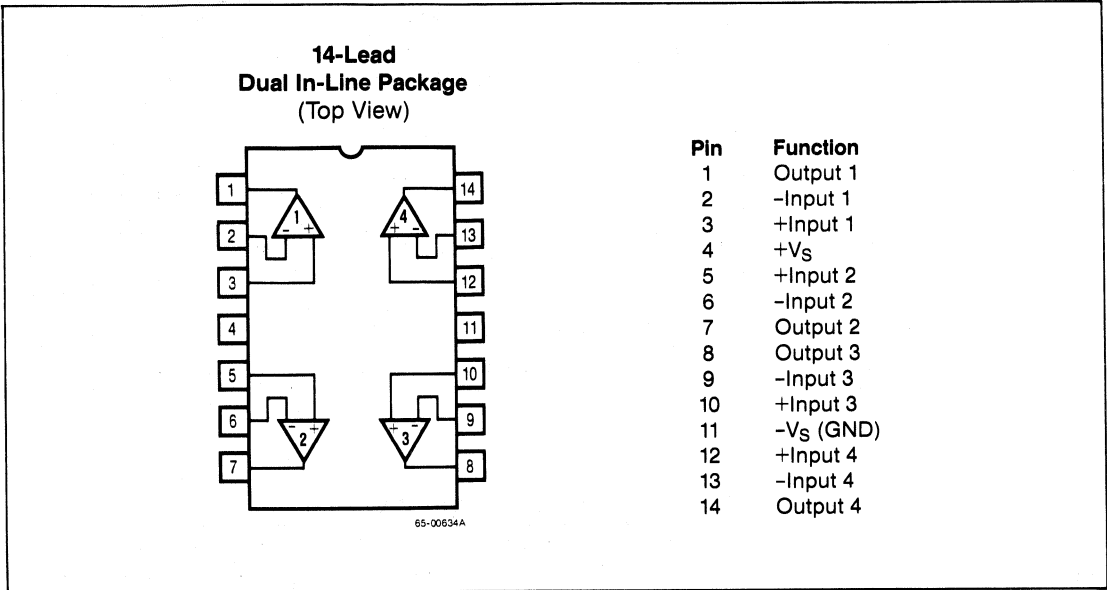 14-Lead
Dual In-Line Package
(Top View)
1
2
3
4
5
6
7
14
13
12
11
10
9
8
1
- +
4
+ -
- +
2
+ -
3
65-00634A
Pin Function
1 Output 1
2 –Input 1
3 +Input 1
4 +VS
5 +Input 2
6 –Input 2
7 Output 2
8 Output 3
9 –Input 3
10 +Input 3
11 –VS (GND)
12 +Input 4
13 –Input 4
14 Output 4